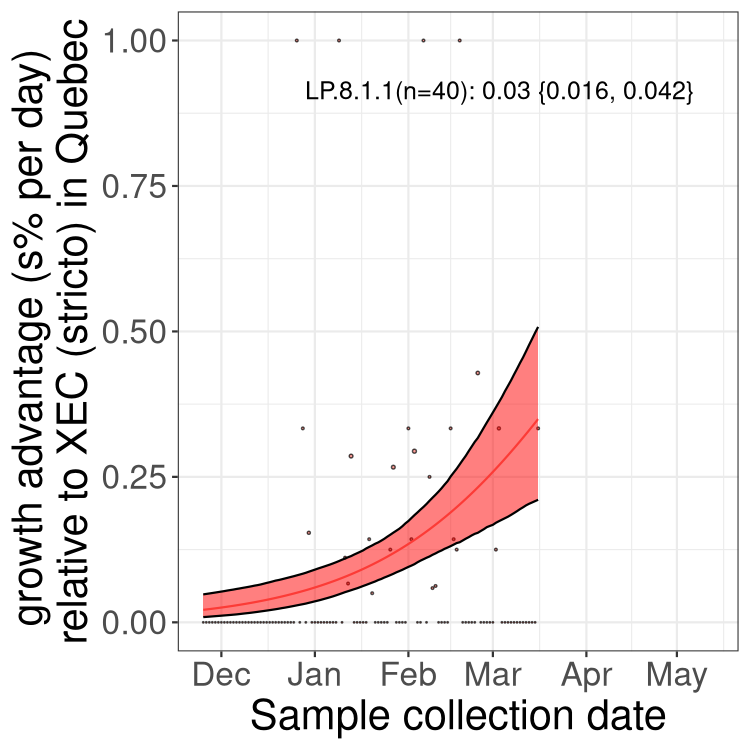 growth advantage (s% per day)
relative to XEC (stricto) in Quebec
1.00
0.75
0.50
0.25
0.00
LP.8.1.1(n=40): 0.03 {0.016, 0.042}
Dec Jan Feb Mar Apr May
Sample collection date